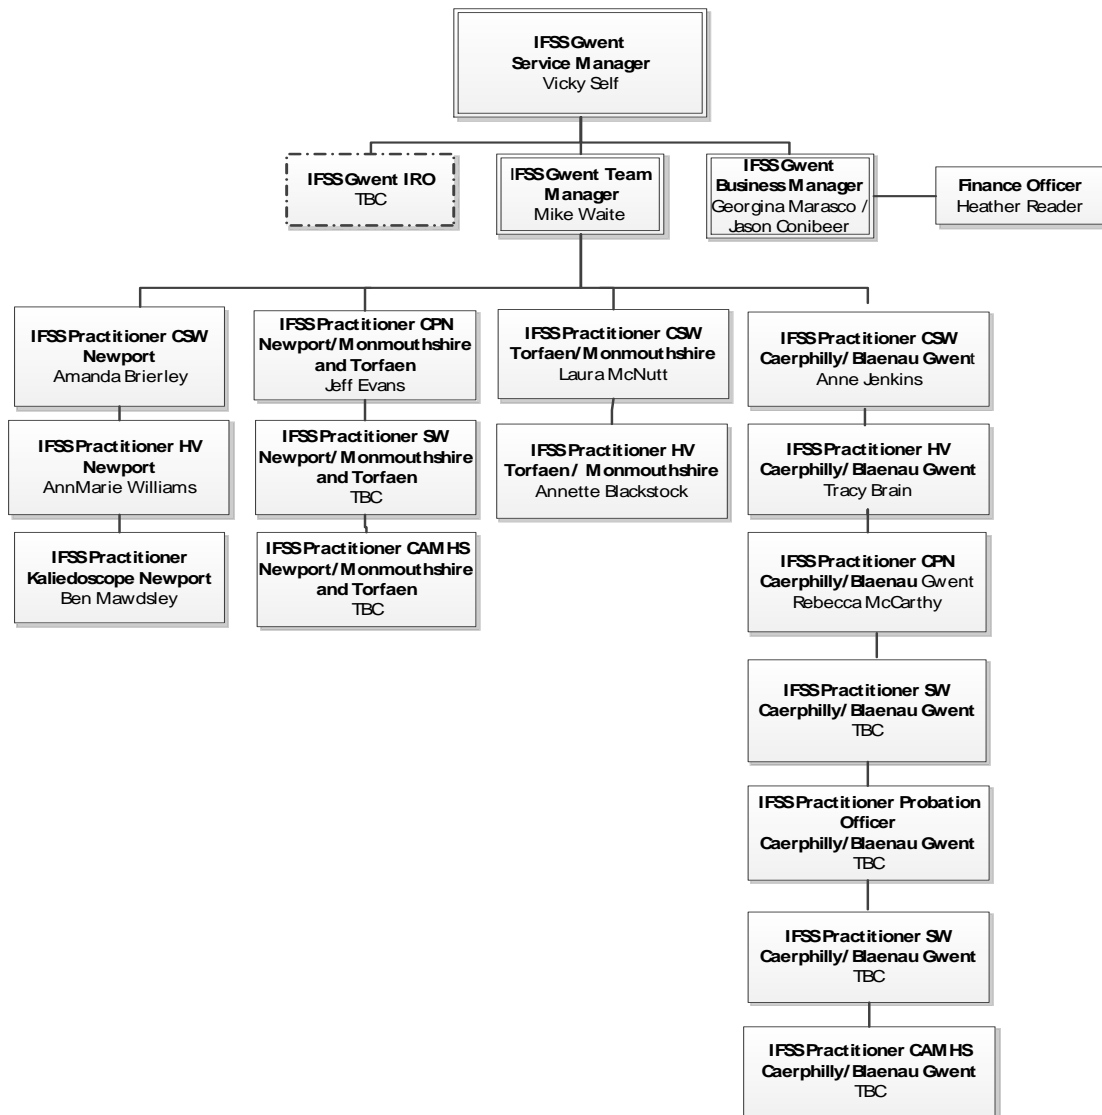 IFSS Gwent
Service Manager
Vicky Self
IFSS Gwent IRO
TBC
IFSS Gwent Team
Manager
Mike Waite
IFSS Gwent
Business Manager
Georgina Marasco /
Jason Conibeer
Finance Officer
Heather Reader
IFSS Practitioner CSW
Newport
Amanda Brierley
IFSS Practitioner CPN
Newport/Monmouthshire
and Torfaen
Jeff Evans
IFSS Practitioner CSW
Torfaen/Monmouthshire
Laura McNutt
IFSS Practitioner CSW
Caerphilly/Blaenau Gwent
Anne Jenkins
IFSS Practitioner HV
Newport
AnnMarie Williams
IFSS Practitioner SW
Newport/Monmouthshire
and Torfaen
TBC
IFSS Practitioner HV
Torfaen/ Monmouthshire
Annette Blackstock
IFSS Practitioner HV
Caerphilly/Blaenau Gwent
Tracy Brain
IFSS Practitioner
Kaliedoscope Newport
Ben Mawdsley
IFSS Practitioner CAMHS
Newport/Monmouthshire
and Torfaen
TBC
IFSS Practitioner CPN
Caerphilly/Blaenau Gwent
Rebecca McCarthy
IFSS Practitioner SW
Caerphilly/Blaenau Gwent
TBC
IFSS Practitioner Probation
Officer
Caerphilly/Blaenau Gwent
TBC
IFSS Practitioner SW
Caerphilly/Blaenau Gwent
TBC
IFSS Practitioner CAMHS
Caerphilly/Blaenau Gwent
TBC